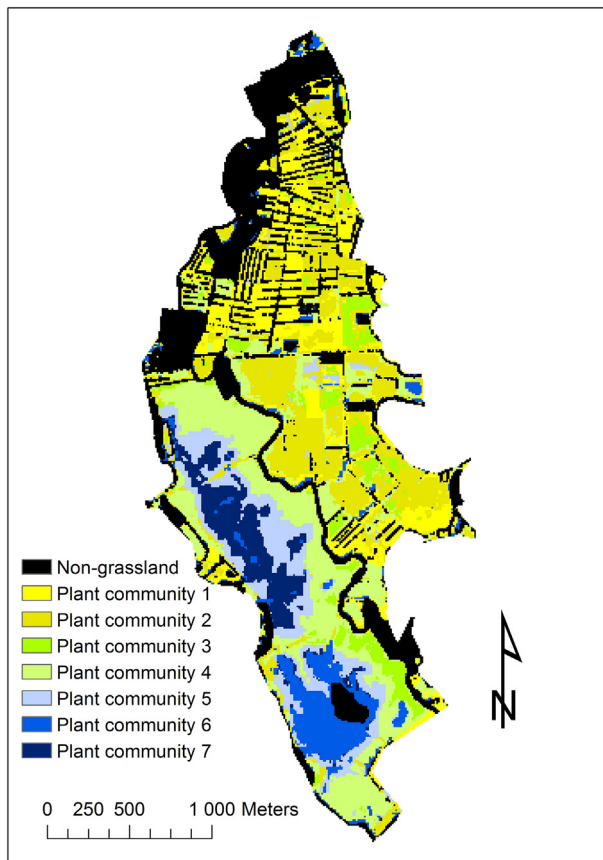 Non-grassland
Plant community 1
Plant community 2
Plant community 3
Plant community 4
Plant community 5
Plant community 6
Plant community 7
N
0 250 500 1 000 Meters